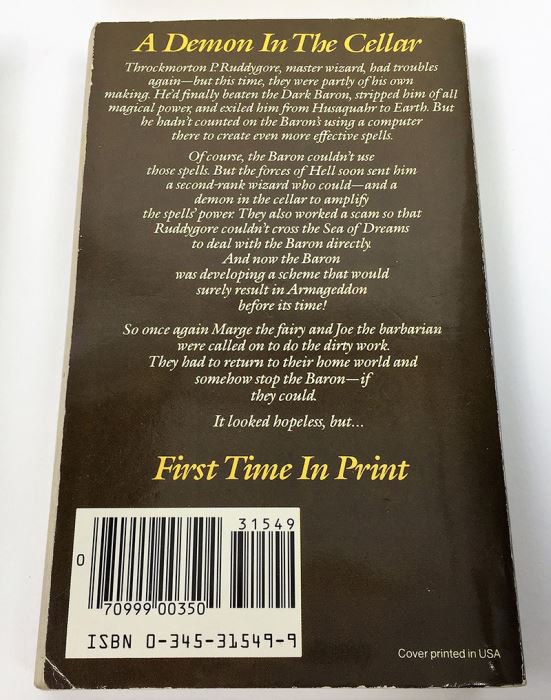 A Demon In The Cellar
Throckmorton P. Ruddygore, master wizard, had troubles
again—but this time, they were partly of his own
making. He'd finally beaten the Dark Baron, stripped him of all
magical power, and exiled him from Husaquahr to Earth. But
he hadn't counted on the Baron's using a computer
there to create even more effective spells.
Of course, the Baron couldn't use
those spells. But the forces of Hell soon sent him
a second-rank wizard who could—and a
demon in the cellar to amplify
the spells' power. They also worked a scam so that
Ruddygore couldn't cross the Sea of Dreams
to deal with the Baron directly.
And now the Baron
was developing a scheme that would
surely result in Armageddon
before its time!
So once again Marge the fairy and Joe the barbarian
were called on to do the dirty work.
They had to return to their home world and
somehow stop the Baron—if
they could.
It looked hopeless, but...
First Time In Print
31549
0
70999 00350
ISBN 0-345-31549-9
Cover printed in USA